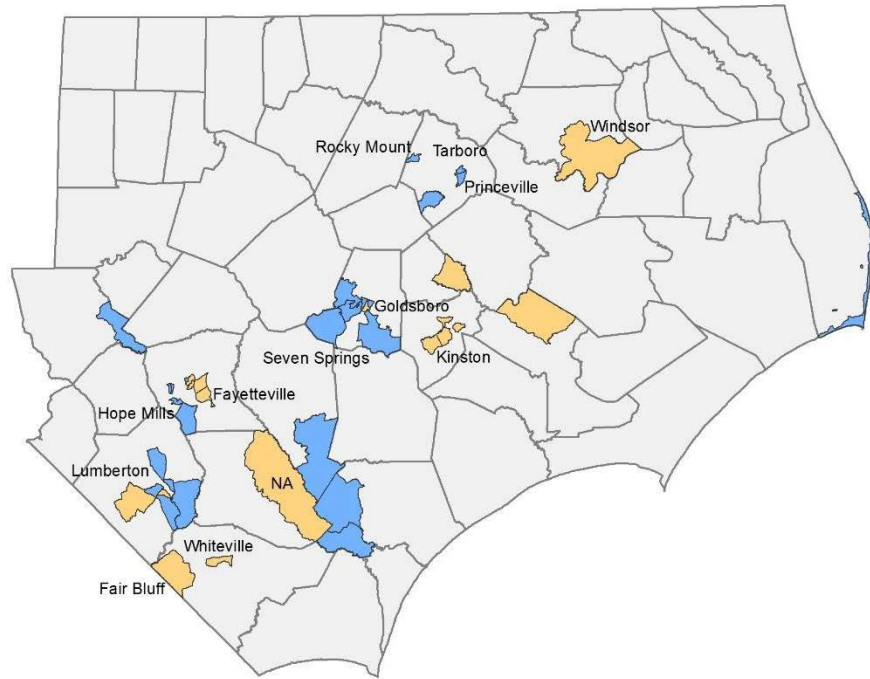 Windsor
Rocky Mount
Tarboro
Princeville
Goldsboro
Seven Springs
Kinston
Fayetteville
Hope Mills
Lumberton
NA
Whiteville
Fair Bluff